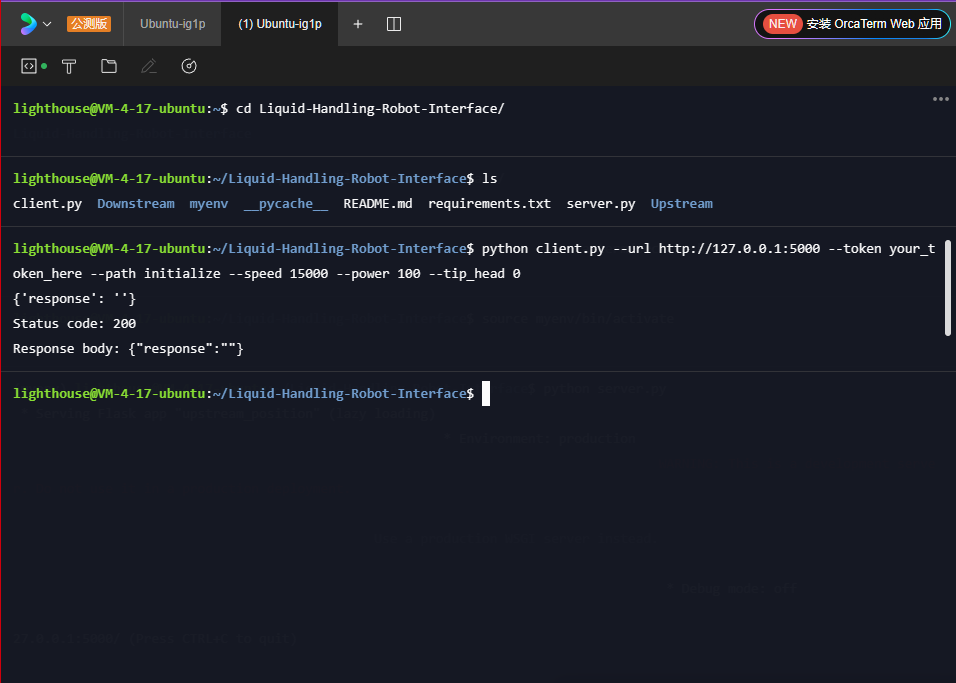 公测版 Ubuntu-ig1p (1) Ubuntu-ig1p + NEW 安装 OrcaTerm Web 应用
lighthouse@VM-4-17-ubuntu:~$ cd Liquid-Handling-Robot-Interface/
lighthouse@VM-4-17-ubuntu:~/Liquid-Handling-Robot-Interface$ ls
client.py Downstream myenv __pycache__ README.md requirements.txt server.py Upstream
lighthouse@VM-4-17-ubuntu:~/Liquid-Handling-Robot-Interface$ python client.py --url http://127.0.0.1:5000 --token your_t
oken_here --path initialize --speed 15000 --power 100 --tip_head 0
{'response': ''}
Status code: 200
Response body: {"response":""}
lighthouse@VM-4-17-ubuntu:~/Liquid-Handling-Robot-Interface$